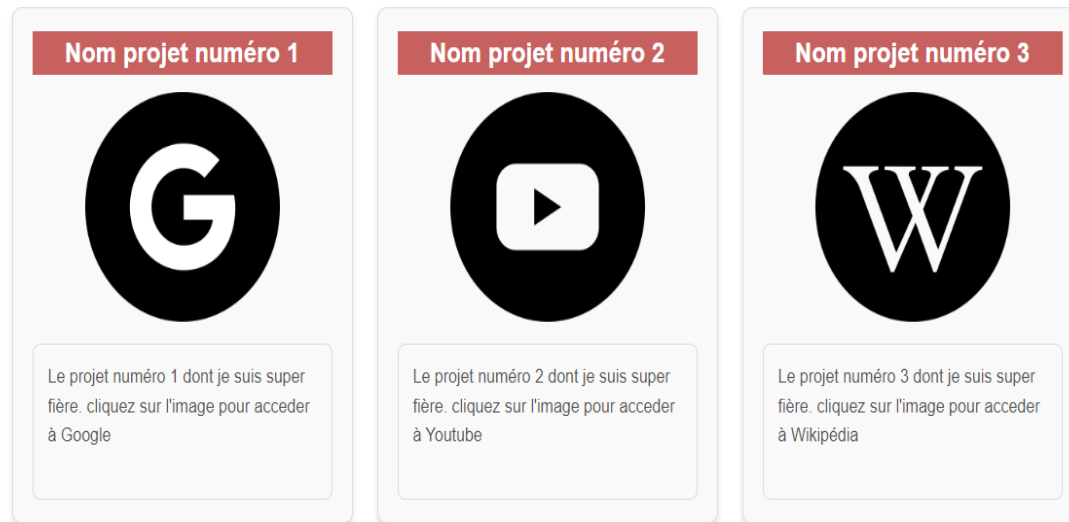 Nom projet numéro 1
G
Le projet numéro 1 dont je suis super
fière. cliquez sur l'image pour acceder
à Google
Nom projet numéro 2
Le projet numéro 2 dont je suis super
fière. cliquez sur l'image pour acceder
à Youtube
Nom projet numéro 3
W
Le projet numéro 3 dont je suis super
fière. cliquez sur l'image pour acceder
à Wikipédia